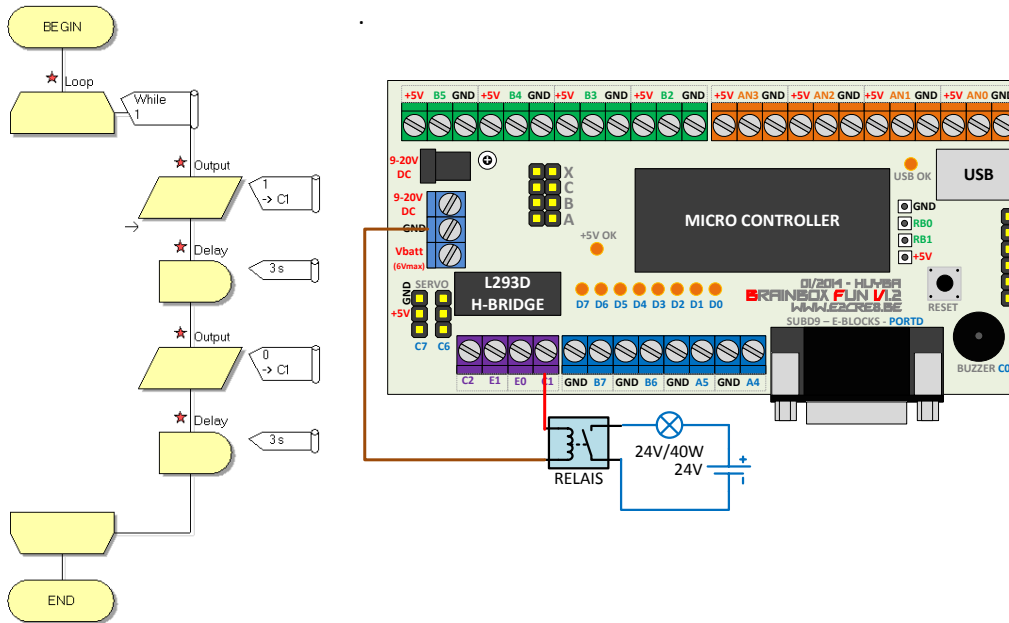 BEGIN
Loop
While
1
Output
1
-> C1
Delay
3 s
Output
0
-> C1
Delay
3 s
END
.
+5V B5 GND +5V B4 GND +5V B3 GND +5V B2 GND
+5V AN3 GND +5V AN2 GND +5V AN1 GND +5V AN0 GND
9-20V
DC
9-20V
DC
GND
Vbatt
(6Vmax)
X
C
B
A
+5V OK
MICRO CONTROLLER
USB OK
USB
GND
RB0
RB1
+5V
L293D
H-BRIDGE
SERVO
GND
+5V
C7 C6
D7 D6 D5 D4 D3 D2 D1 D0
01/2014 - HUYBA
BRAINBOX FUN V1.2
WWW.E2CRE8.BE
SUBD9 – E-BLOCKS - PORTD
RESET
BUZZER C0
C2 E1 E0 C1
GND B7 GND B6 GND A5 GND A4
RELAIS
24V/40W
24V
+
-